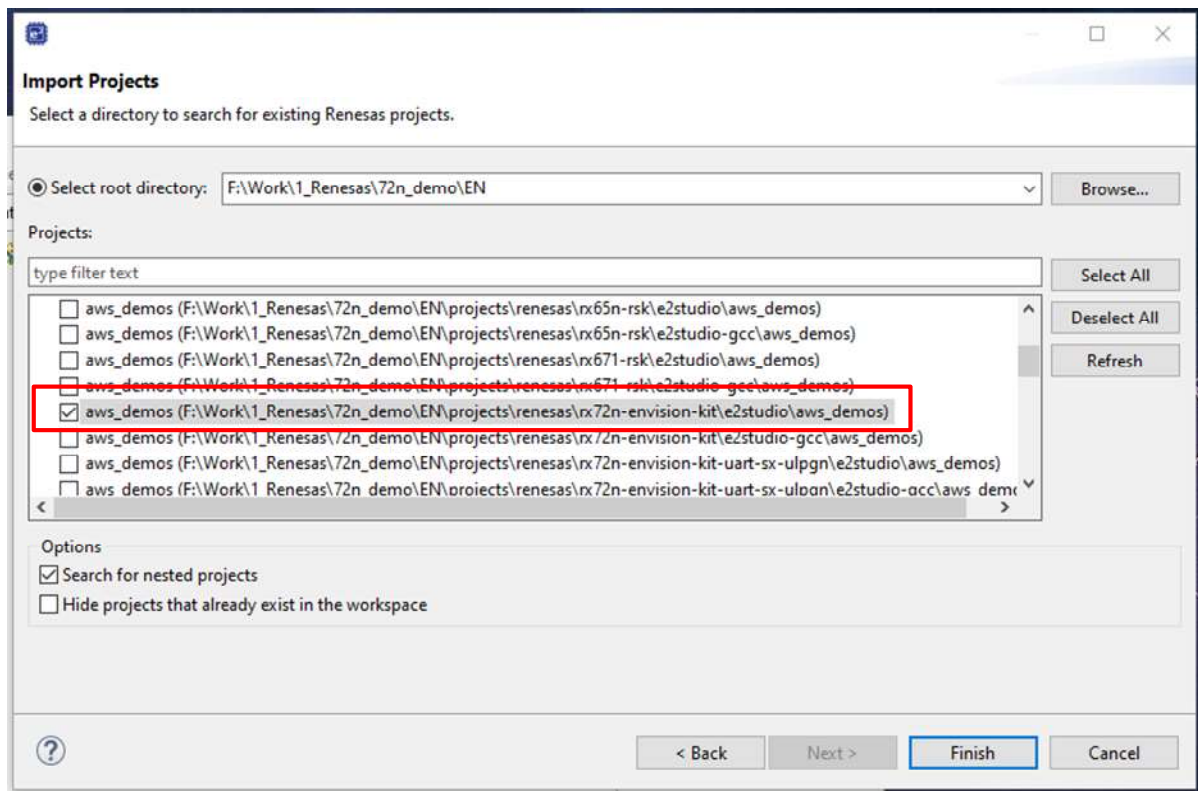 Import Projects
Select a directory to search for existing Renesas projects.
Select root directory: F:\Work\1_Renesas\72n_demo\EN Browse...
Projects:
type filter text Select All
aws_demos (F:\Work\1_Renesas\72n_demo\EN\projects\renesas\rx65n-rsk\e2studio\aws_demos)
Deselect All
aws_demos (F:\Work\1_Renesas\72n_demo\EN\projects\renesas\rx65n-rsk\e2studio-gcc\aws_demos)
aws_demos (F:\Work\1_Renesas\72n_demo\EN\projects\renesas\rx671-rsk\e2studio\aws_demos) Refresh
aws_demos (F:\Work\1_Renesas\72n_demo\EN\projects\renesas\rx671-rsk\e2studio-gcc\aws_demos)
aws_demos (F:\Work\1_Renesas\72n_demo\EN\projects\renesas\rx72n-envision-kit\e2studio\aws_demos)
aws_demos (F:\Work\1_Renesas\72n_demo\EN\projects\renesas\rx72n-envision-kit\e2studio-gcc\aws_demos)
aws_demos (F:\Work\1_Renesas\72n_demo\EN\projects\renesas\rx72n-envision-kit-uart-sx-ulpgn\e2studio\aws_demos)
aws_demos (F:\Work\1_Renesas\72n_demo\EN\projects\renesas\rx72n-envision-kit-uart-sx-ulpgn\e2studio-gcc\aws_demo
Options
Search for nested projects
Hide projects that already exist in the workspace
< Back Next > Finish Cancel